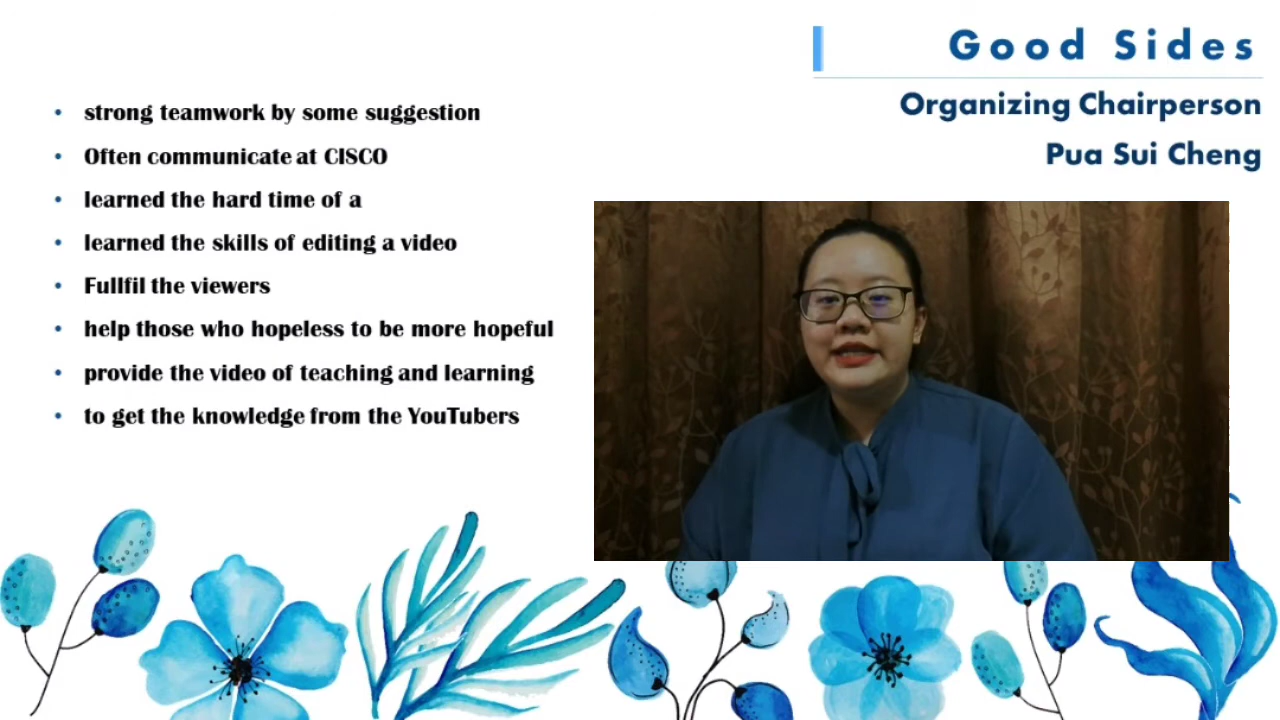 Good Sides
Organizing Chairperson
Pua Sui Cheng
• strong teamwork by some suggestion
• Often communicate at CISCO
• learned the hard time of a
• learned the skills of editing a video
• Fullfil the viewers
• help those who hopeless to be more hopeful
• provide the video of teaching and learning
• to get the knowledge from the YouTubers